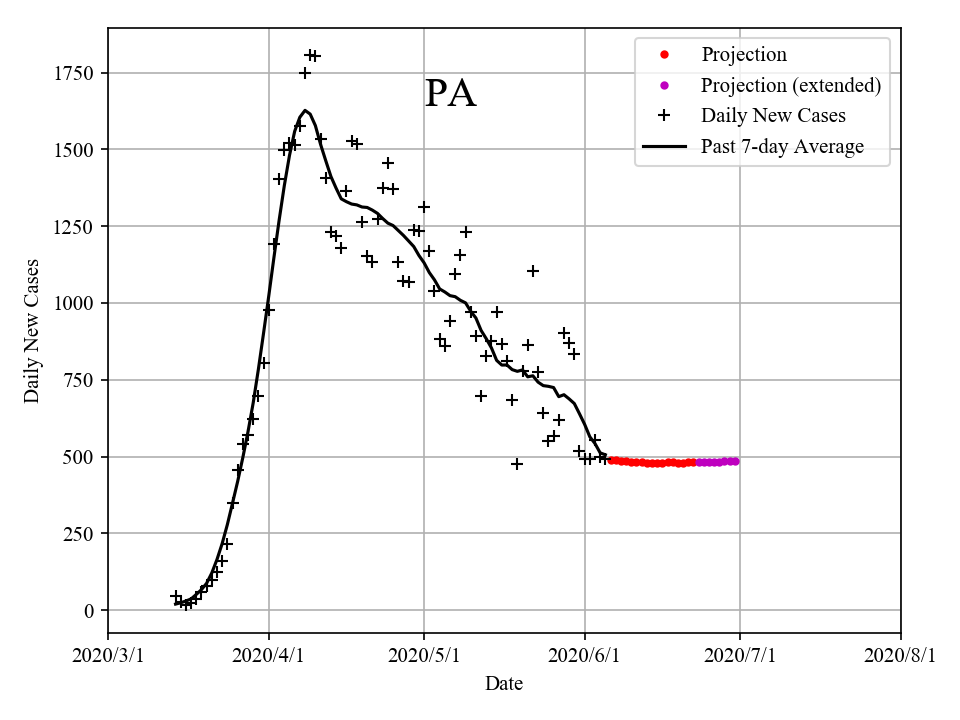 PA
Projection
Projection (extended)
Daily New Cases
Past 7-day Average
Daily New Cases
1750
1500
1250
1000
750
500
250
0
2020/3/1 2020/4/1 2020/5/1 2020/6/1 2020/7/1 2020/8/1
Date